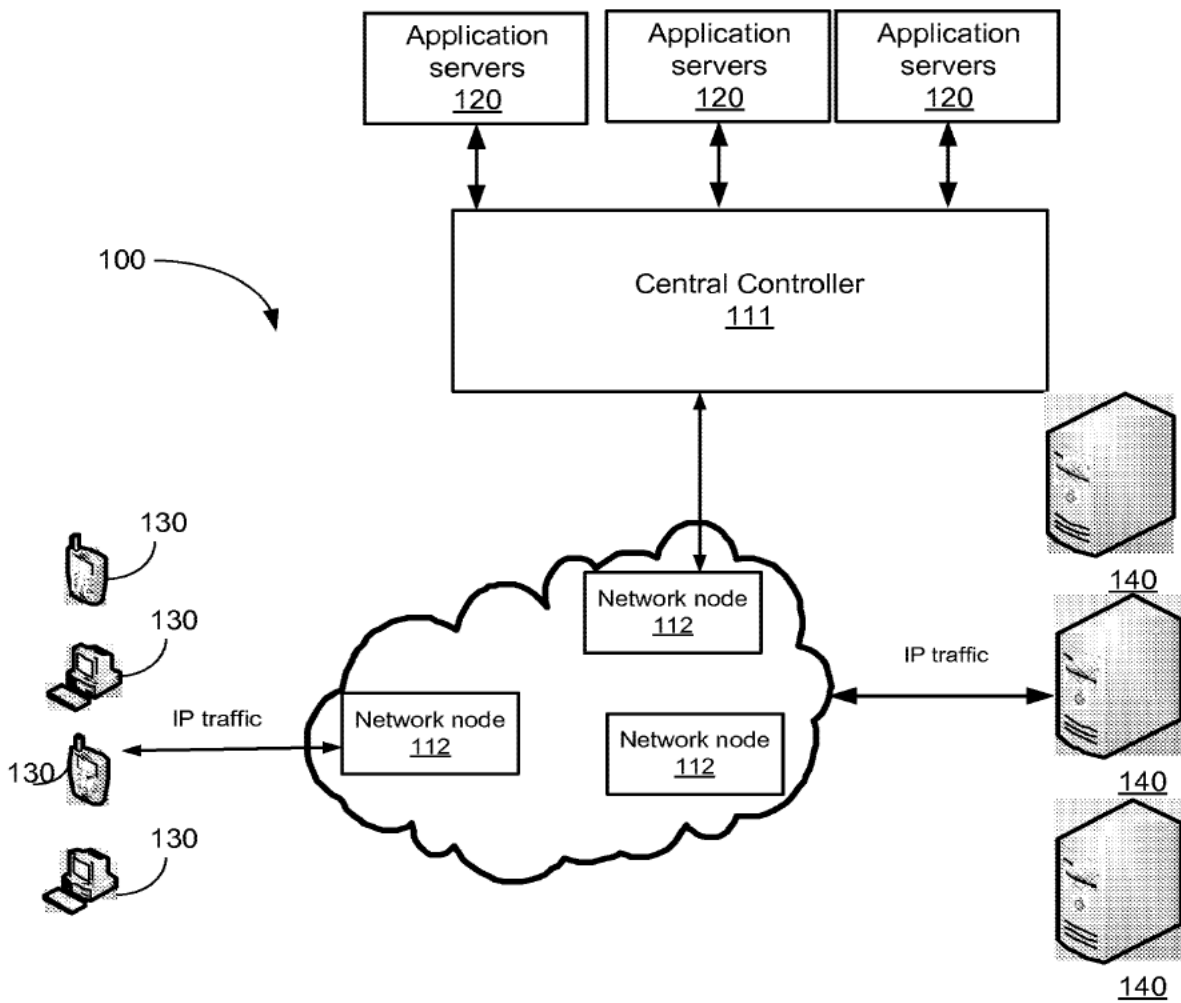 Application
servers
120
Application
servers
120
Application
servers
120
100
Central Controller
111
130
140
Network node
112
130
IP traffic
IP traffic
Network node
112
Network node
112
130
140
130
140